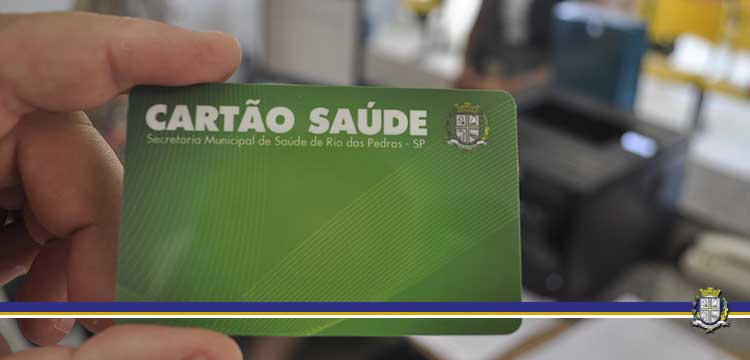 CARTÃO SAÚDE
Secretaria Municipal de Saúde de Rio das Pedras - SP